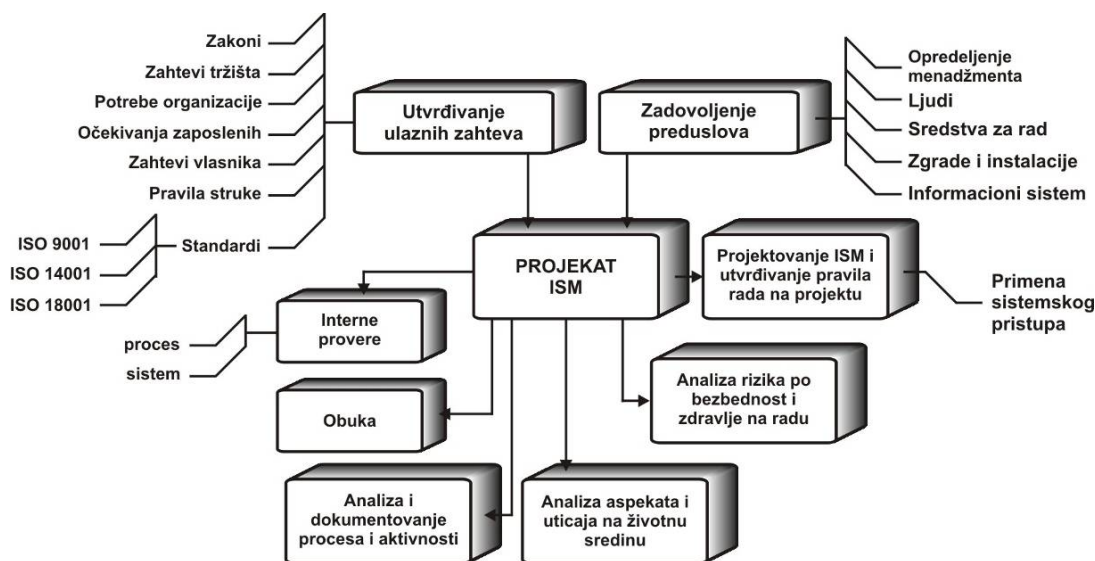 Zakoni
Zahtevi tržišta
Potrebe organizacije
Očekivanja zaposlenih
Zahtevi vlasnika
Pravila struke
Standardi
ISO 9001
ISO 14001
ISO 18001
Utvrđivanje
ulaznih zahteva
Zadovoljenje
preduslova
Opredeljenje
menadžmenta
Ljudi
Sredstva za rad
Zgrade i instalacije
Informacioni sistem
PROJEKAT
ISM
Projektovanje ISM i
utvrđivanje pravila
rada na projektu
Primena
sistemskog
pristupa
Interne
provere
proces
sistem
Analiza rizika po
bezbednost i
zdravlje na radu
Obuka
Analiza i
dokumentovanje
procesa i aktivnosti
Analiza aspekata i
uticaja na životnu
sredinu